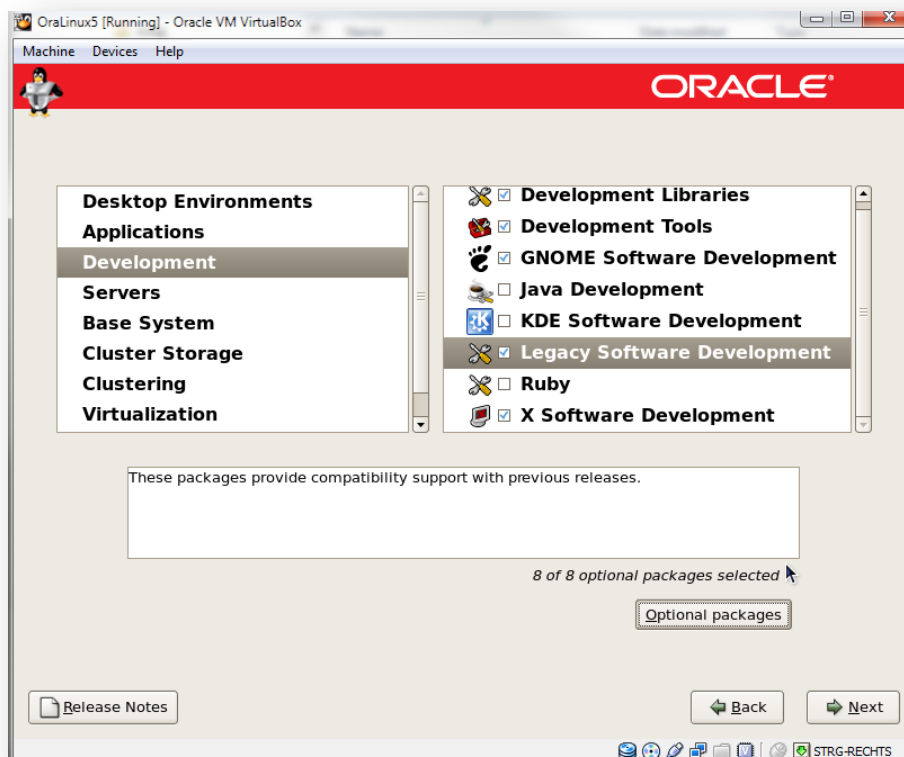 OraLinux5 [Running] - Oracle VM VirtualBox
Machine Devices Help
ORACLE
Desktop Environments
Applications
Development
Servers
Base System
Cluster Storage
Clustering
Virtualization
Development Libraries
Development Tools
GNOME Software Development
Java Development
KDE Software Development
Legacy Software Development
Ruby
X Software Development
These packages provide compatibility support with previous releases.
8 of 8 optional packages selected
Optional packages
Release Notes
Back
Next
STRG-RECHTS